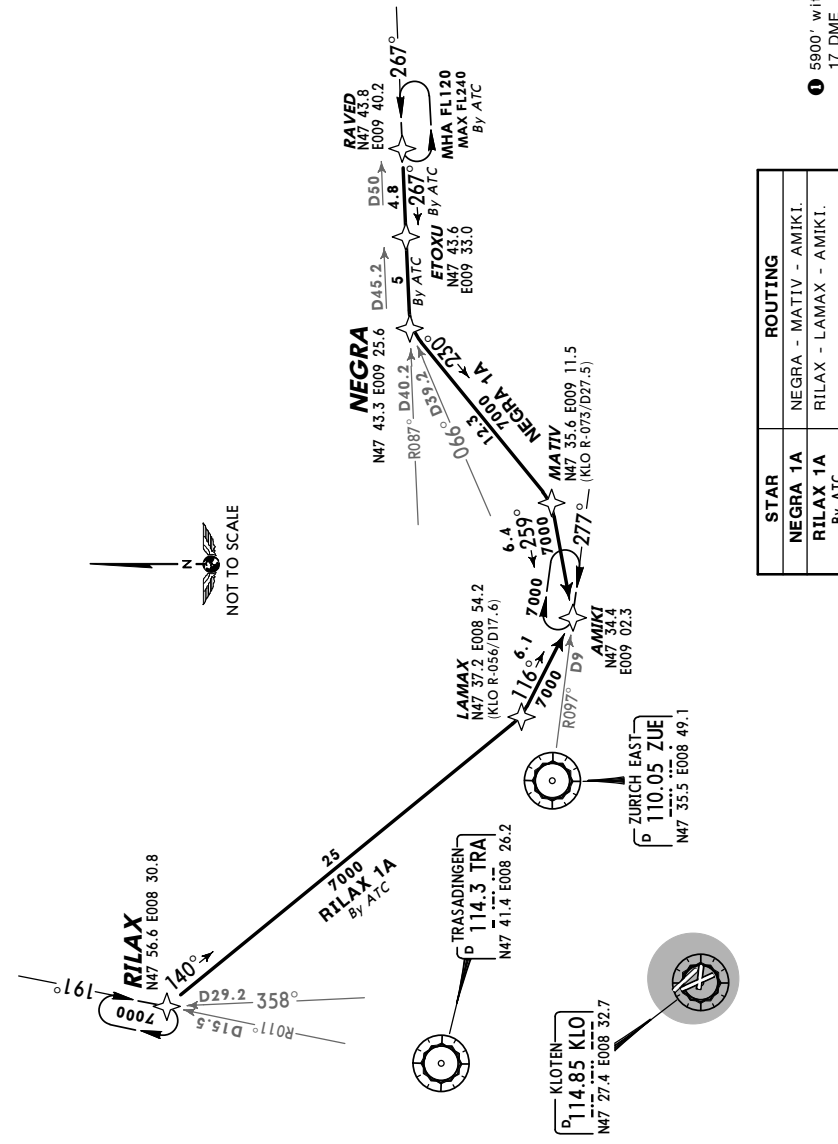 RAVED
N47 43.8
E009 40.2
267°
MHA FL120
MAX FL240
By ATC
D50
4.8
267°
By ATC
ETOXU
N47 43.6
E009 33.0
D45.2
5
By ATC
NEGRA
N47 43.3 E009 25.6
R087° D40.2
066° D39.2
230°
12.3
7000
NEGRA 1A
MATIV
N47 35.6 E009 11.5
(KLO R-073/D27.5)
6.4
259°
7000
277°
7000
AMIKI
N47 34.4
E009 02.3
R097° D9
LAMAX
N47 37.2 E008 54.2
(KLO R-056/D17.6)
116°
6.1
7000
N
NOT TO SCALE
25
7000
RILAX 1A
By ATC
RILAX
N47 56.6 E008 30.8
140°
191°
7000
D29.2 358°
D15.5 R011°
ZURICH EAST
D 110.05 ZUE
N47 35.5 E008 49.1
TRASADINGEN
D 114.3 TRA
N47 41.4 E008 26.2
KLOTEN
D 114.85 KLO
N47 27.4 E008 32.7
STAR ROUTING
NEGRA 1A NEGRA - MATIV - AMIKI.
RILAX 1A RILAX - LAMAX - AMIKI.
By ATC
1 5900' wit
17 DME